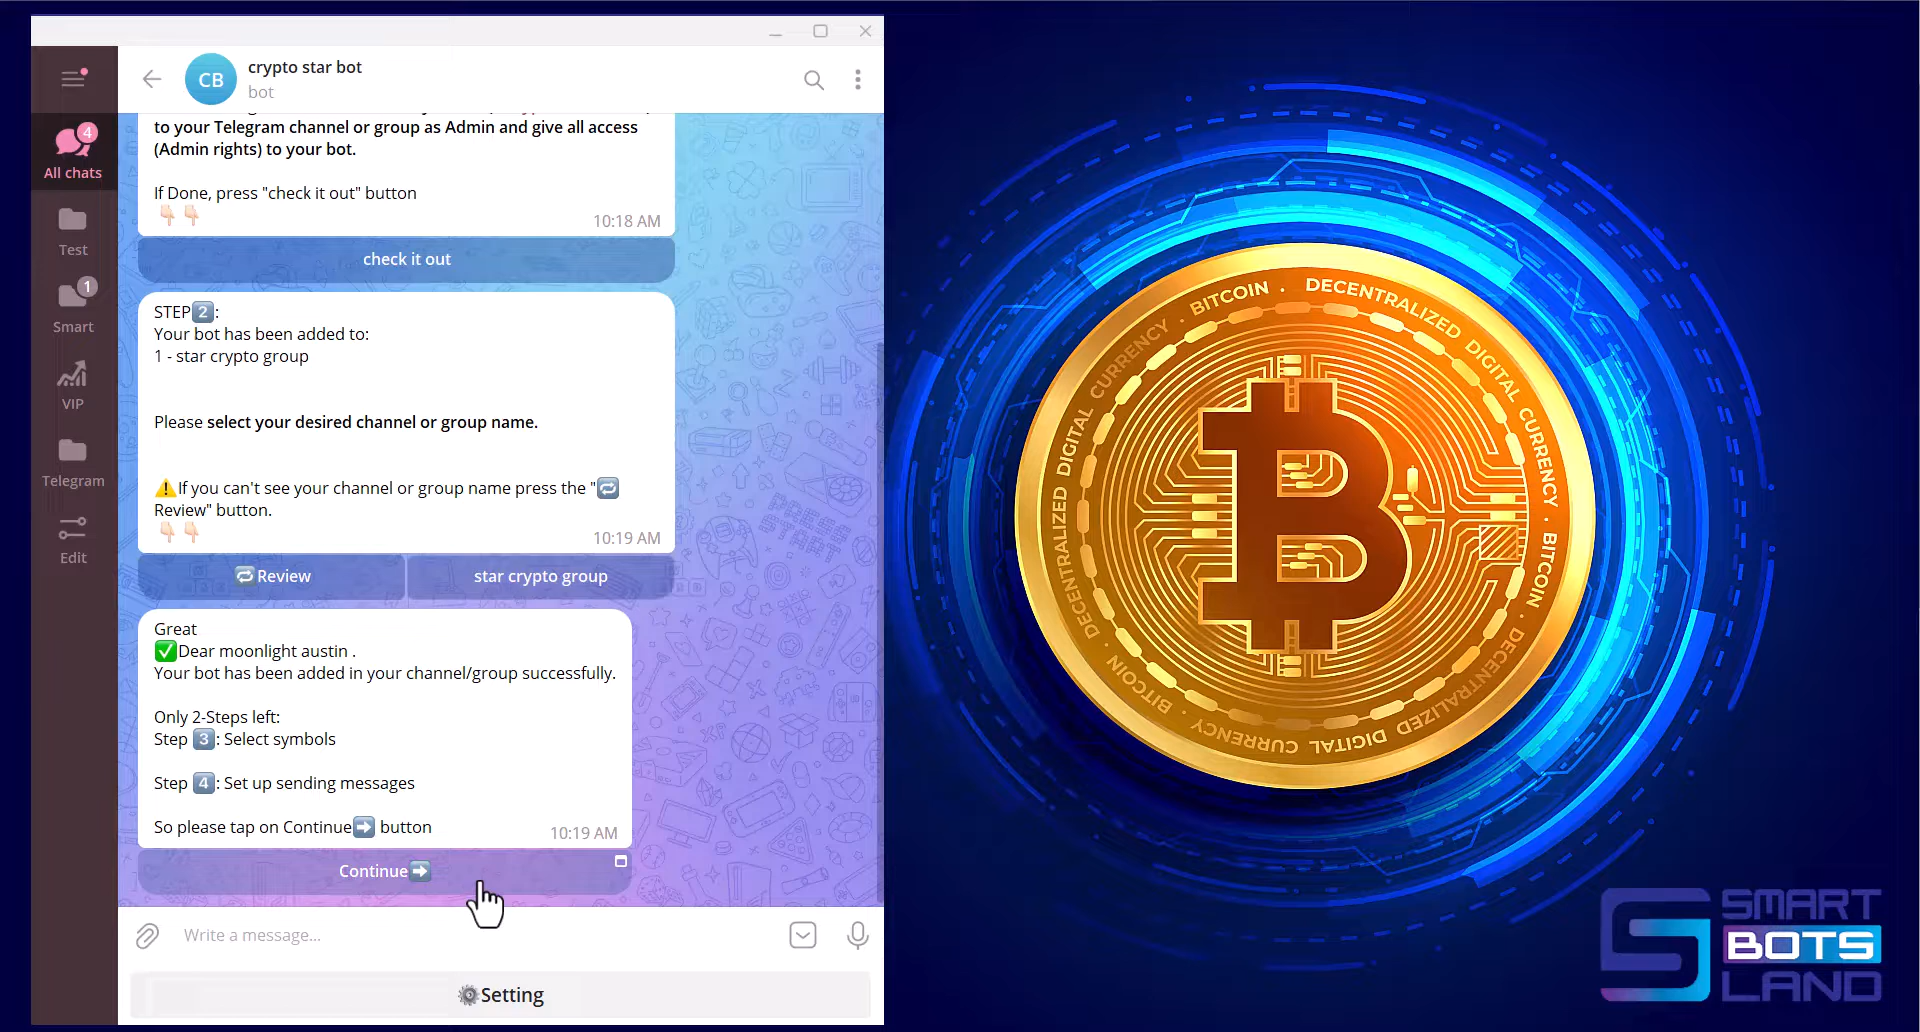 crypto star bot
bot
CB
4
All chats
Test
1
Smart
VIP
Telegram
Edit
to your Telegram channel or group as Admin and give all access
(Admin rights) to your bot.
If Done, press "check it out" button
👇🏻 👇🏻
10:18 AM
check it out
STEP2️⃣:
Your bot has been added to:
1 - star crypto group
Please select your desired channel or group name.
⚠️If you can't see your channel or group name press the "🔁
Review" button.
👇🏻 👇🏻
10:19 AM
🔁Review
star crypto group
Great
✅Dear moonlight austin .
Your bot has been added in your channel/group successfully.
Only 2-Steps left:
Step 3️⃣: Select symbols
Step 4️⃣: Set up sending messages
So please tap on Continue➡️ button
10:19 AM
Continue➡️
Write a message...
⚙️Setting
BITCOIN . DECENTRALIZED DIGITAL CURRENCY . BITCOIN . DECENTRALIZED DIGITAL CURRENCY . BITCOIN . DECENTRALIZED DIGITAL CURRENCY .
SMART
BOTS
LAND